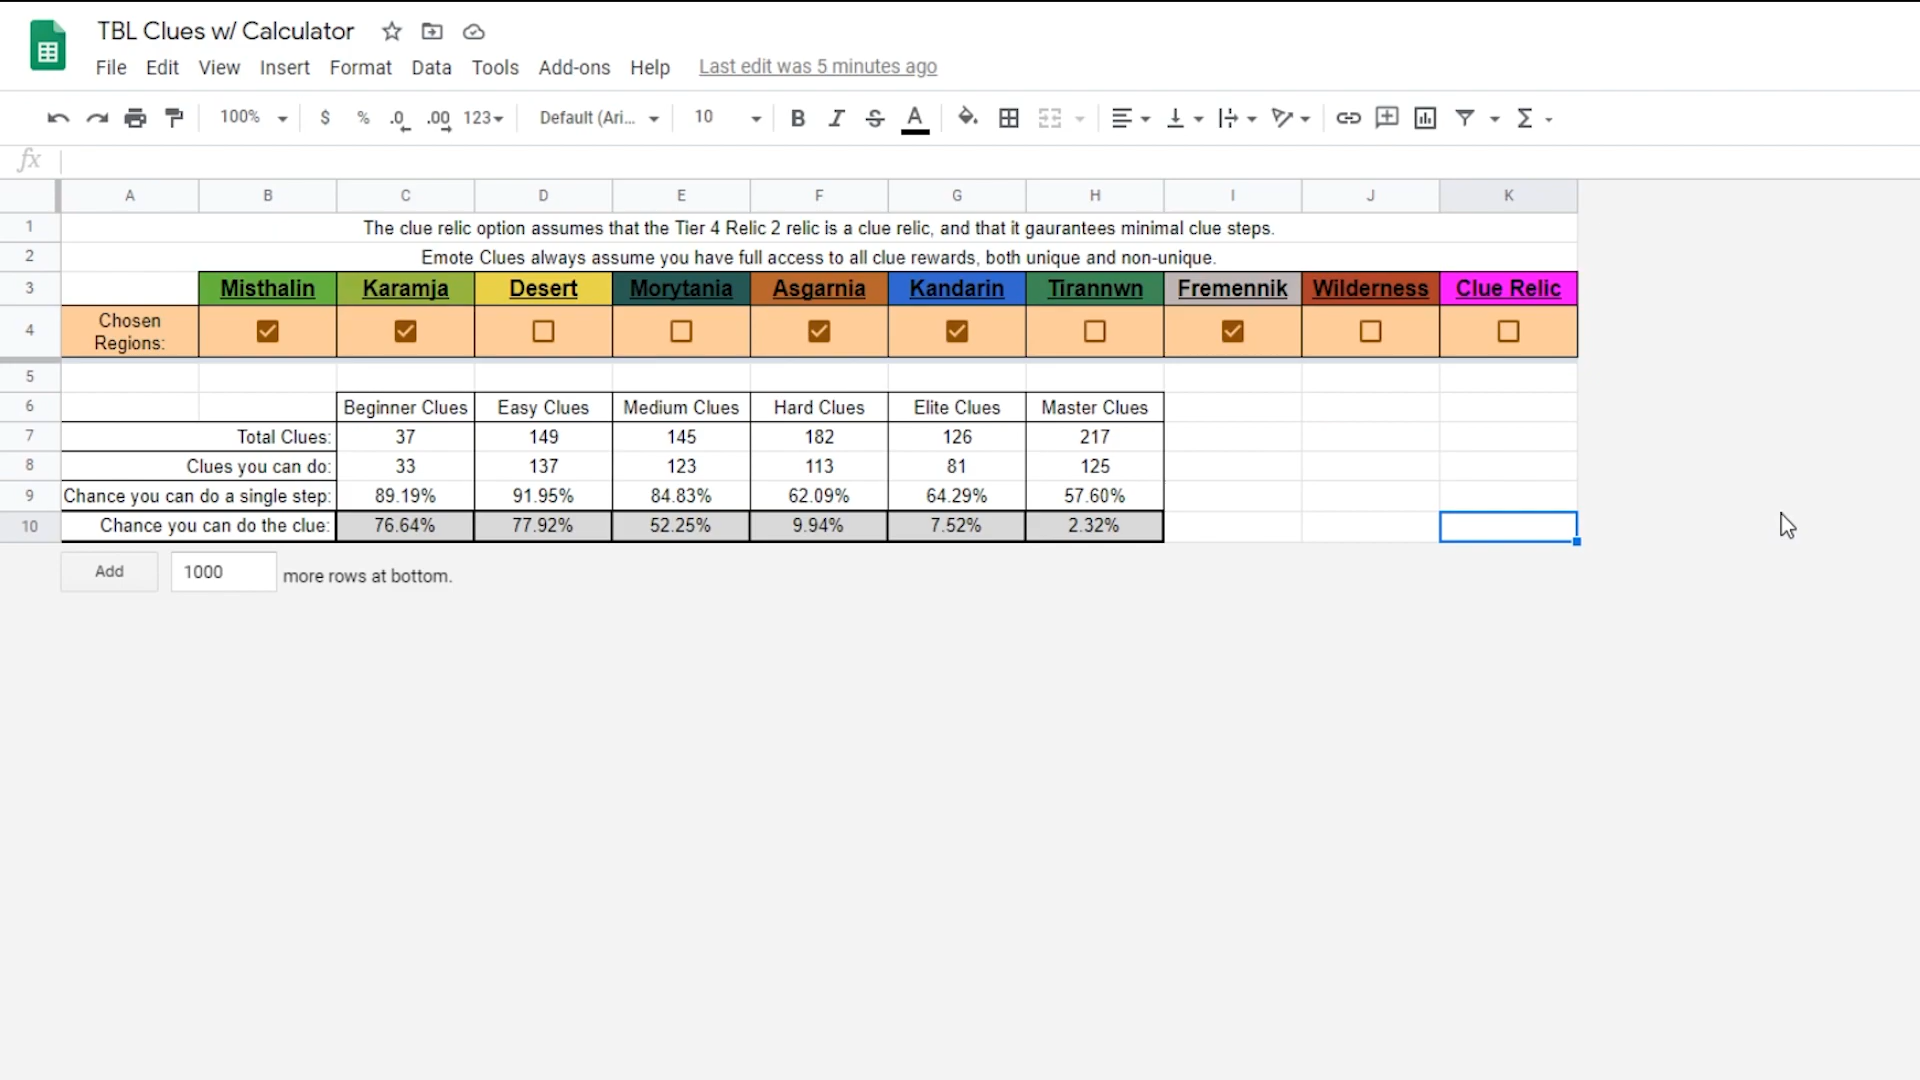 TBL Clues w/ Calculator
File Edit View Insert Format Data Tools Add-ons Help Last edit was 5 minutes ago
100% $ % .0 .00 123 Default (Ari... 10 B I S A
fx
A B C D E F G H I J K
1 The clue relic option assumes that the Tier 4 Relic 2 relic is a clue relic, and that it gaurantees minimal clue steps.
2 Emote Clues always assume you have full access to all clue rewards, both unique and non-unique.
3 Misthalin Karamja Desert Morytania Asgarnia Kandarin Tirannwn Fremennik Wilderness Clue Relic
4 Chosen
Regions:
5
6 Beginner Clues Easy Clues Medium Clues Hard Clues Elite Clues Master Clues
7 Total Clues: 37 149 145 182 126 217
8 Clues you can do: 33 137 123 113 81 125
9 Chance you can do a single step: 89.19% 91.95% 84.83% 62.09% 64.29% 57.60%
10 Chance you can do the clue: 76.64% 77.92% 52.25% 9.94% 7.52% 2.32%
Add 1000 more rows at bottom.